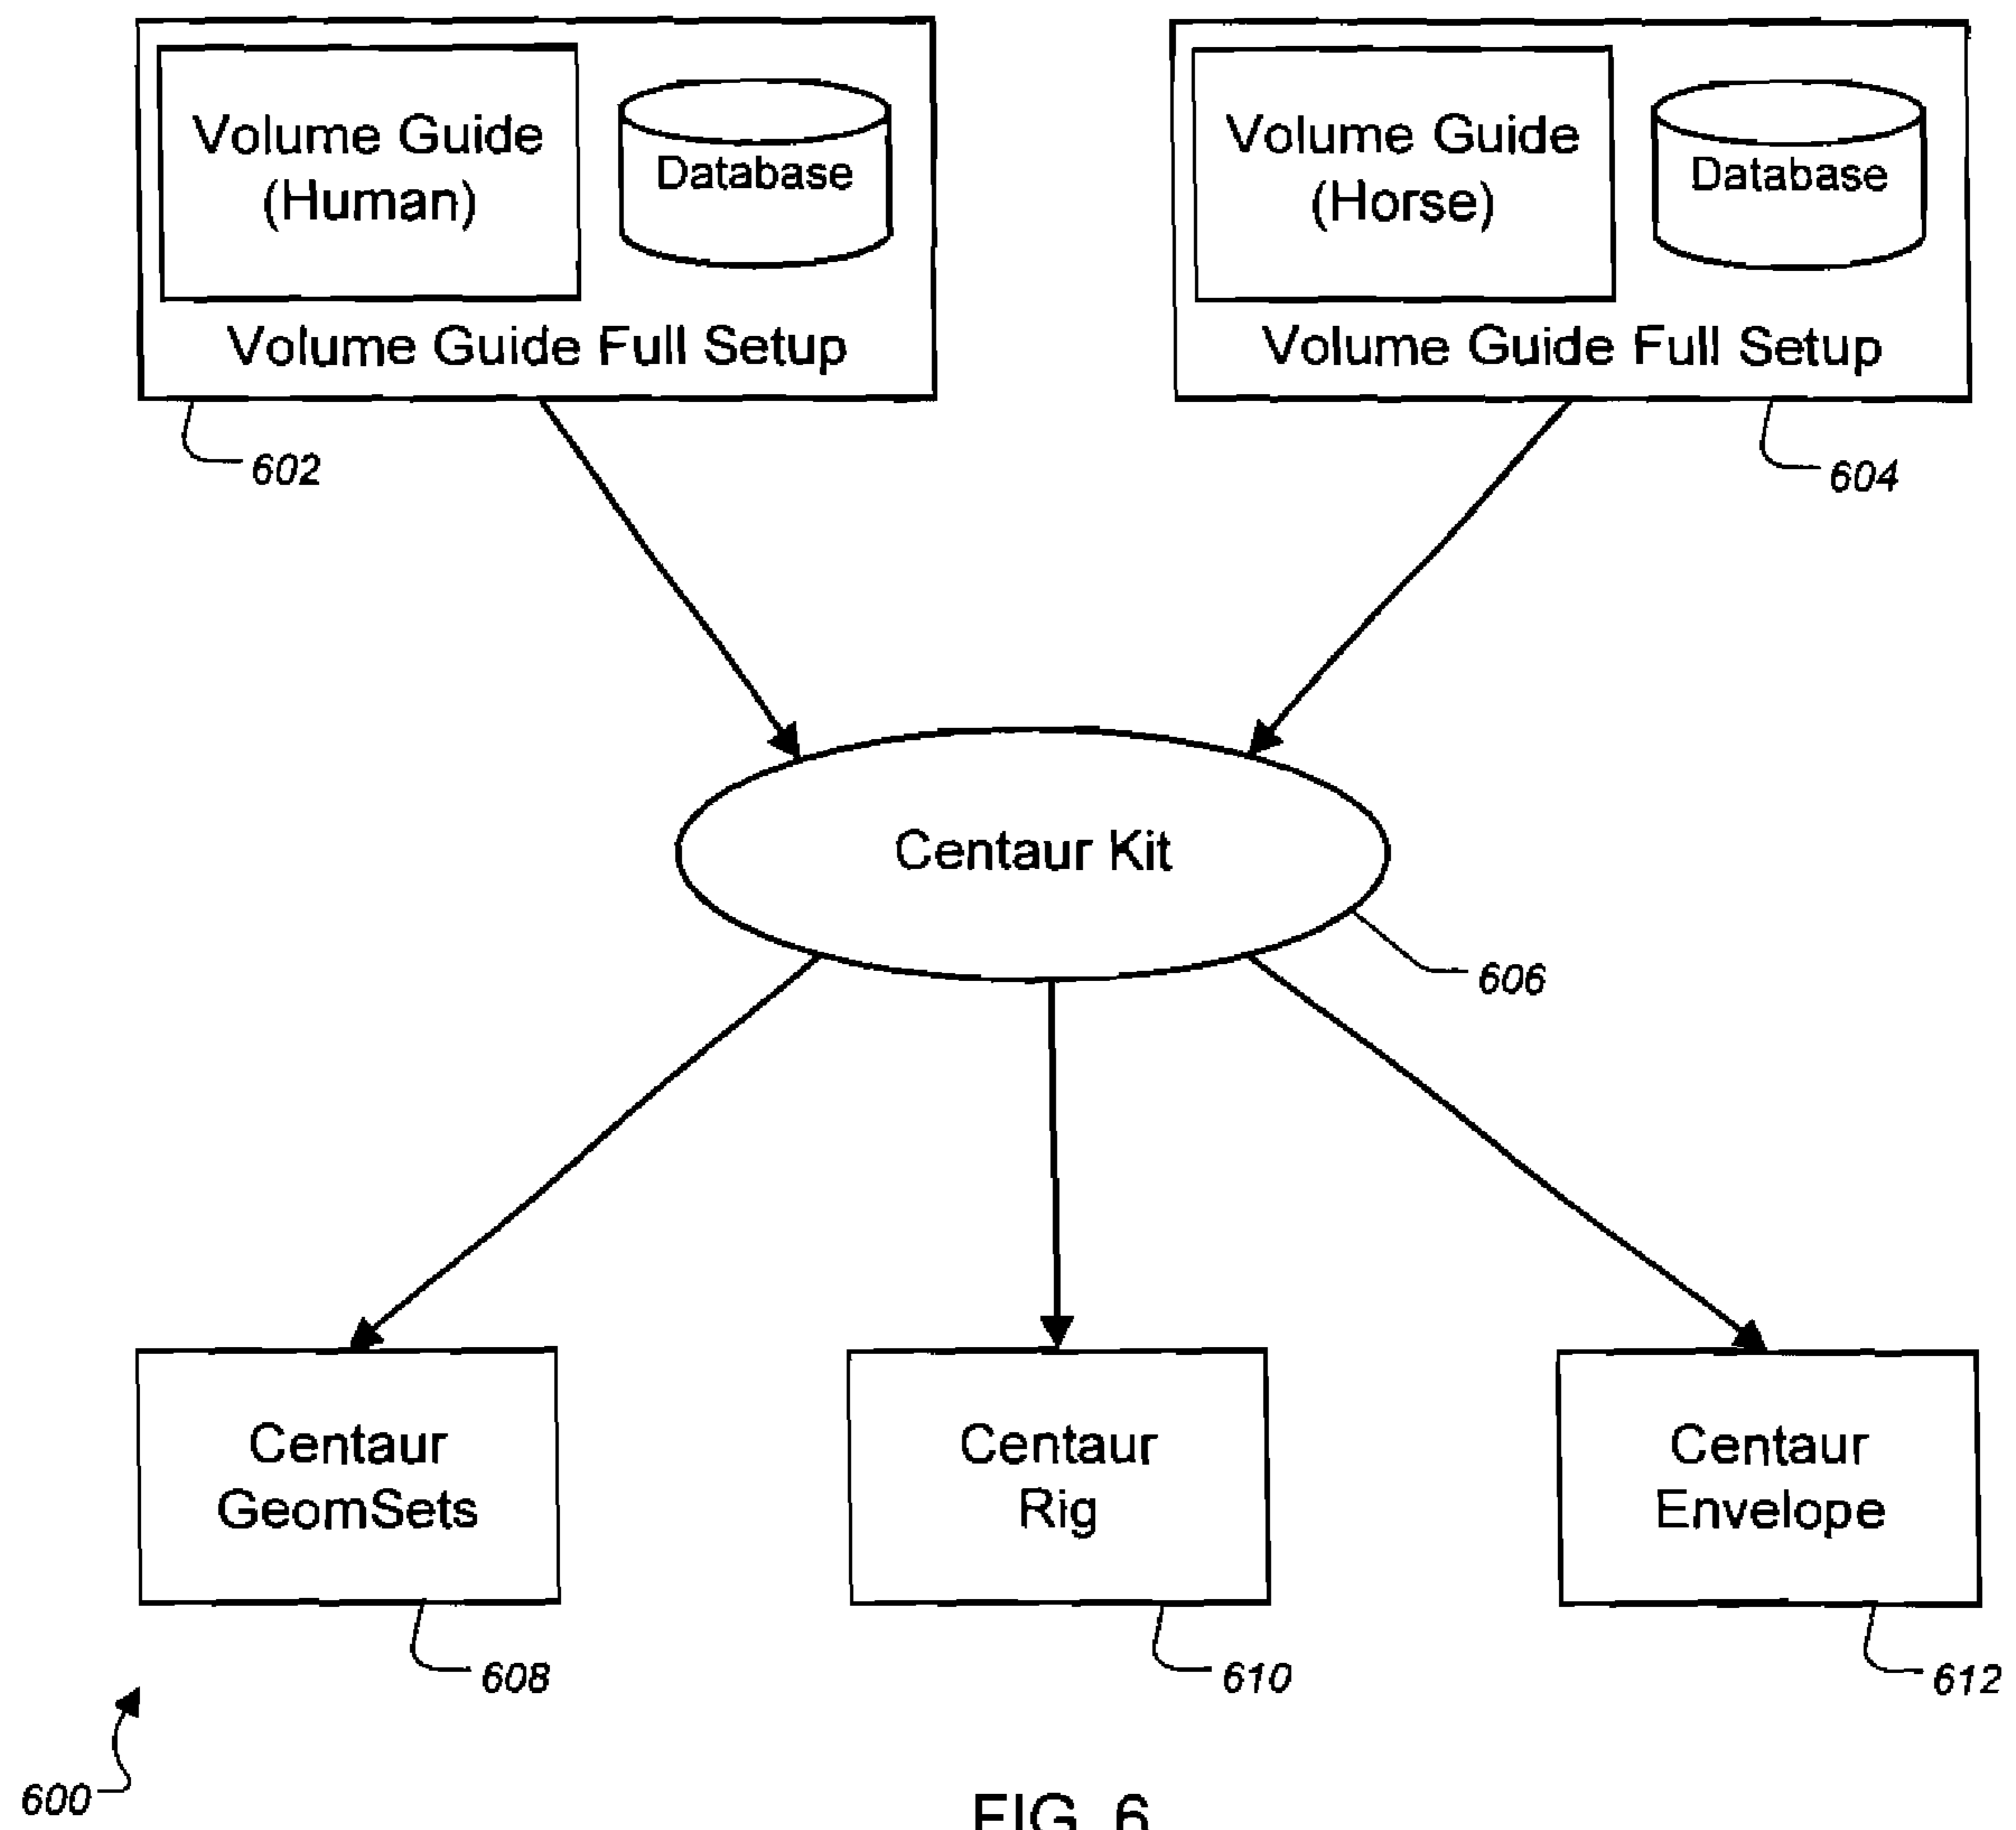 Volume Guide
(Human)
Database
Volume Guide Full Setup
602
Volume Guide
(Horse)
Database
Volume Guide Full Setup
604
Centaur Kit
606
Centaur
GeomSets
608
Centaur
Rig
610
Centaur
Envelope
612
600
FIG. 6